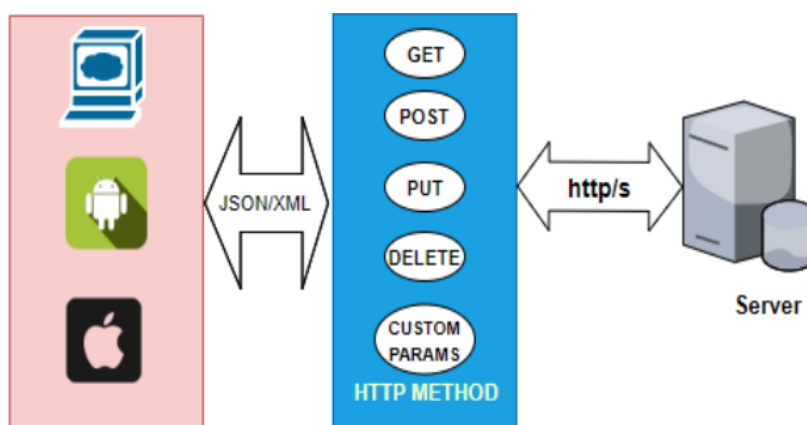 GET
POST
PUT
DELETE
CUSTOM
PARAMS
HTTP METHOD
JSON/XML
http/s
Server